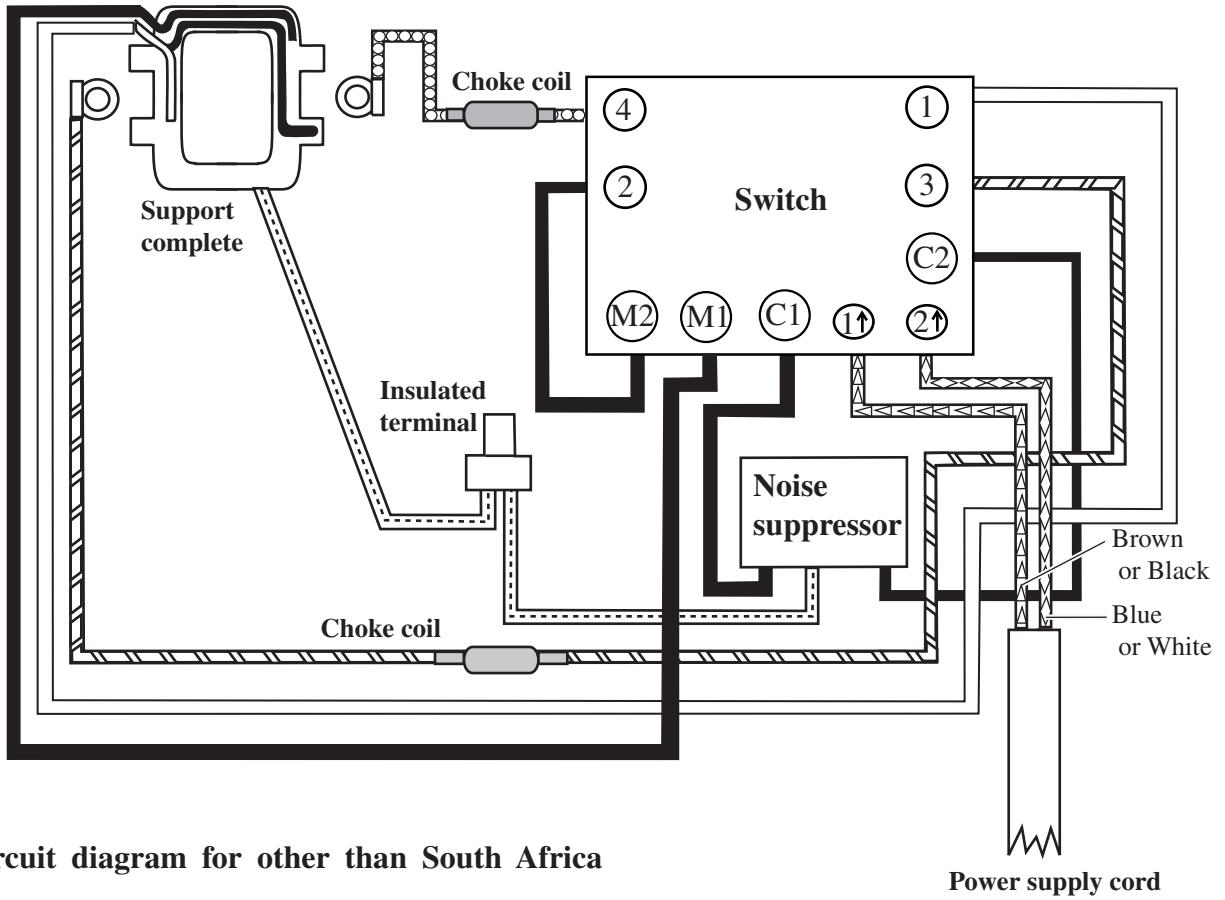 Choke coil
4
1
2
3
Switch
Support
complete
C2
M2
M1
C1
1↑
2↑
Insulated
terminal
Noise
suppressor
Brown
or Black
Choke coil
Blue
or White
rcuit diagram for other than South Africa
Power supply cord